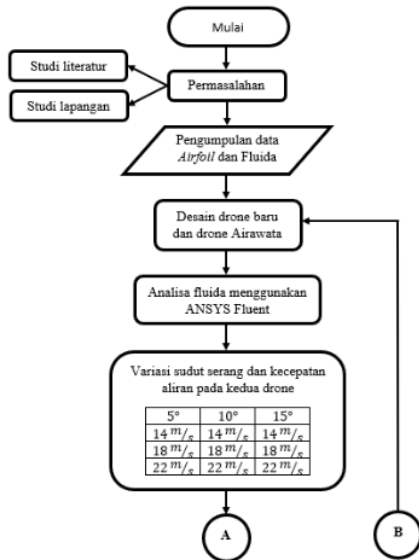 Mulai
Studi literatur
Permasalahan
Studi lapangan
Pengumpulan data
Airfoil dan Fluida
Desain drone baru
dan drone Airawata
Analisa fluida menggunakan
ANSYS Fluent
Variasi sudut serang dan kecepatan
aliran pada kedua drone
5° 10° 15°
14 m/s 14 m/s 14 m/s
18 m/s 18 m/s 18 m/s
22 m/s 22 m/s 22 m/s
A
B